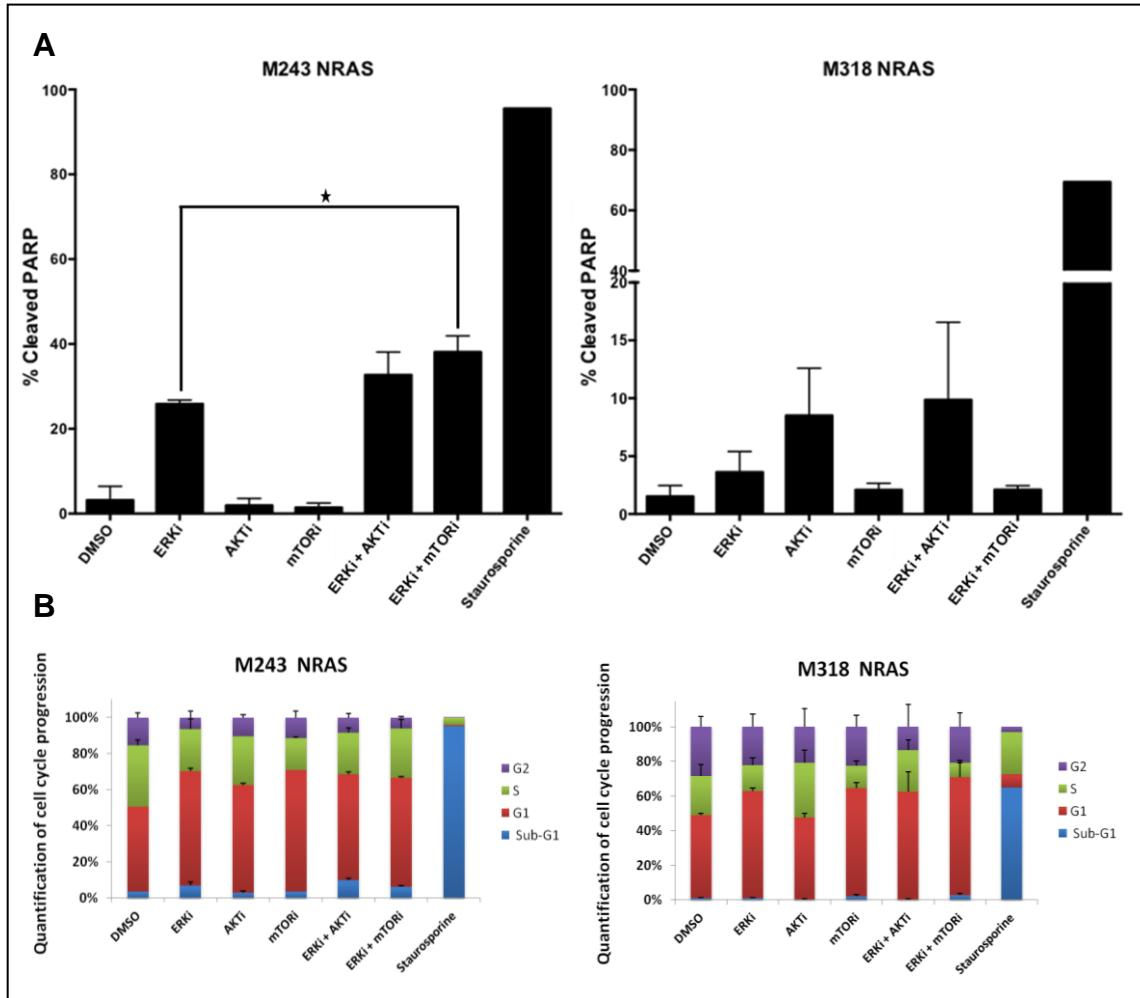 A
M243 NRAS
% Cleaved PARP
100
80
60
40
20
0
★
DMSO
ERKi
AKTi
mTORi
ERKi + AKTi
ERKi + mTORi
Staurosporine
M318 NRAS
% Cleaved PARP
100
80
60
40
20
15
10
5
0
DMSO
ERKi
AKTi
mTORi
ERKi + AKTi
ERKi + mTORi
Staurosporine
B
M243 NRAS
Quantification of cell cycle progression
100%
80%
60%
40%
20%
0%
DMSO
ERKi
AKTi
mTORi
ERKi + AKTi
ERKi + mTORi
Staurosporine
G2
S
G1
Sub-G1
M318 NRAS
Quantification of cell cycle progression
100%
80%
60%
40%
20%
0%
DMSO
ERKi
AKTi
mTORi
ERKi + AKTi
ERKi + mTORi
Staurosporine
G2
S
G1
Sub-G1